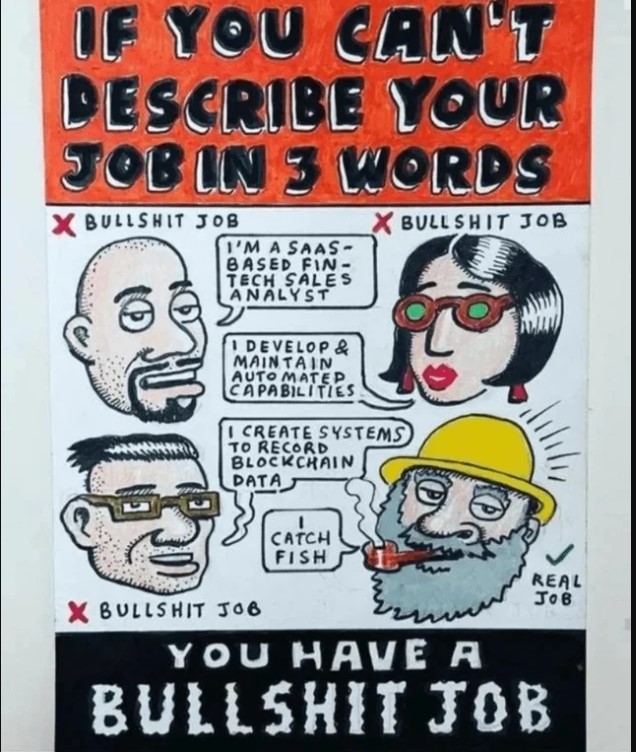 IF YOU CAN'T
DESCRIBE YOUR
JOB IN 3 WORDS
X BULLSHIT JOB
X BULLSHIT JOB
I'M A SAAS-
BASED FIN-
TECH SALES
ANALYST
I DEVELOP &
MAINTAIN
AUTOMATED
CAPABILITIES
I CREATE SYSTEMS
TO RECORD
BLOCKCHAIN
DATA
I
CATCH
FISH
✓
REAL
JOB
X BULLSHIT JOB
YOU HAVE A
BULLSHIT JOB